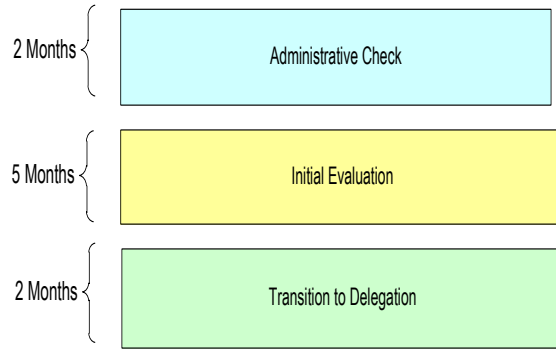 2 Months
Administrative Check
5 Months
Initial Evaluation
2 Months
Transition to Delegation